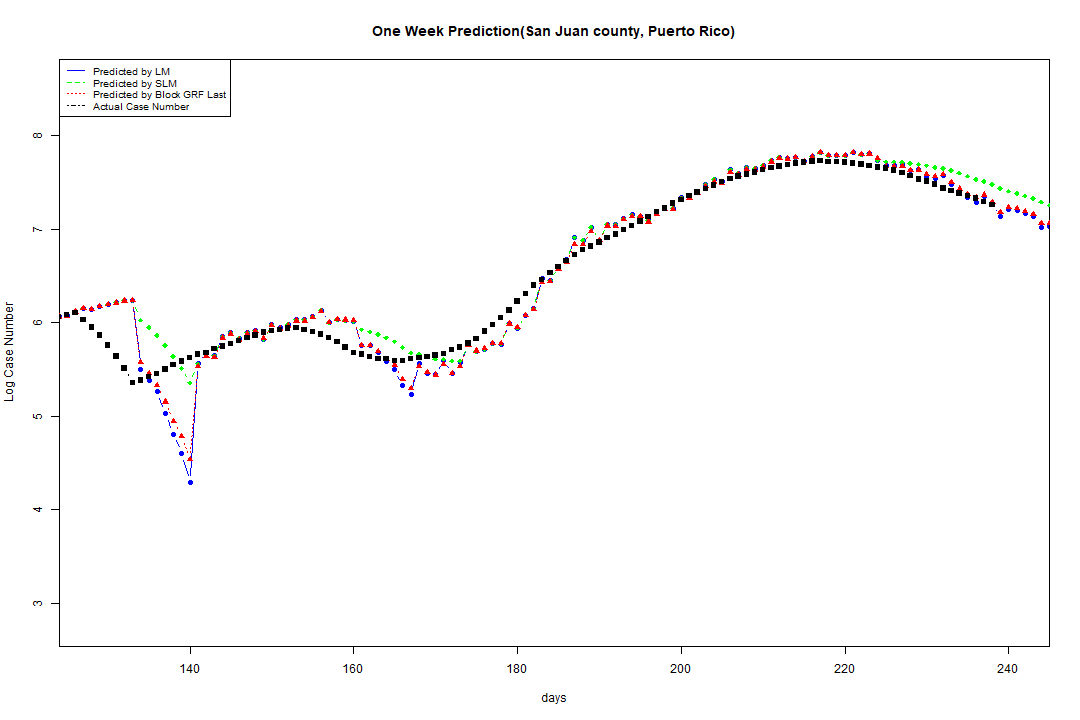 One Week Prediction(San Juan county, Puerto Rico)
Predicted by LM
Predicted by SLM
Predicted by Block GRF Last
Actual Case Number
8
7
6
5
4
3
Log Case Number
140 160 180 200 220 240
days